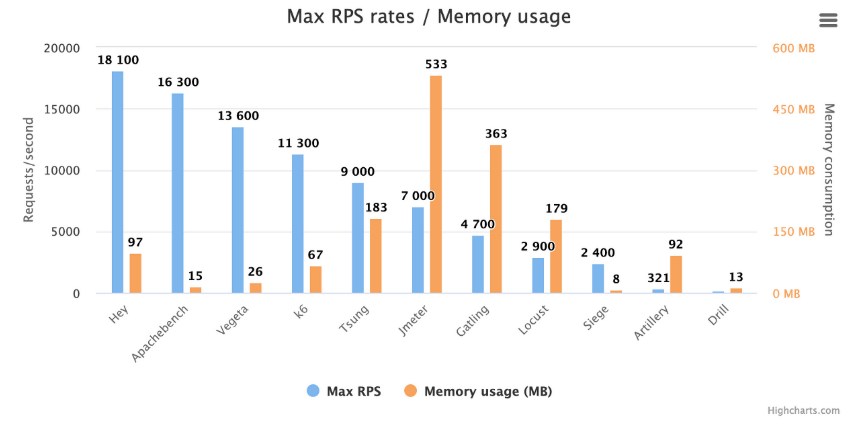 Max RPS rates / Memory usage
20000
15000
10000
5000
0
Requests/second
600 MB
450 MB
300 MB
150 MB
0 MB
Memory consumption
18 100
97
16 300
15
13 600
26
11 300
67
9 000
183
7 000
533
4 700
363
2 900
179
2 400
8
321
92
13
Hey
Apachebench
Vegeta
k6
Tsung
Jmeter
Gatling
Locust
Siege
Artillery
Drill
Max RPS
Memory usage (MB)
Highcharts.com